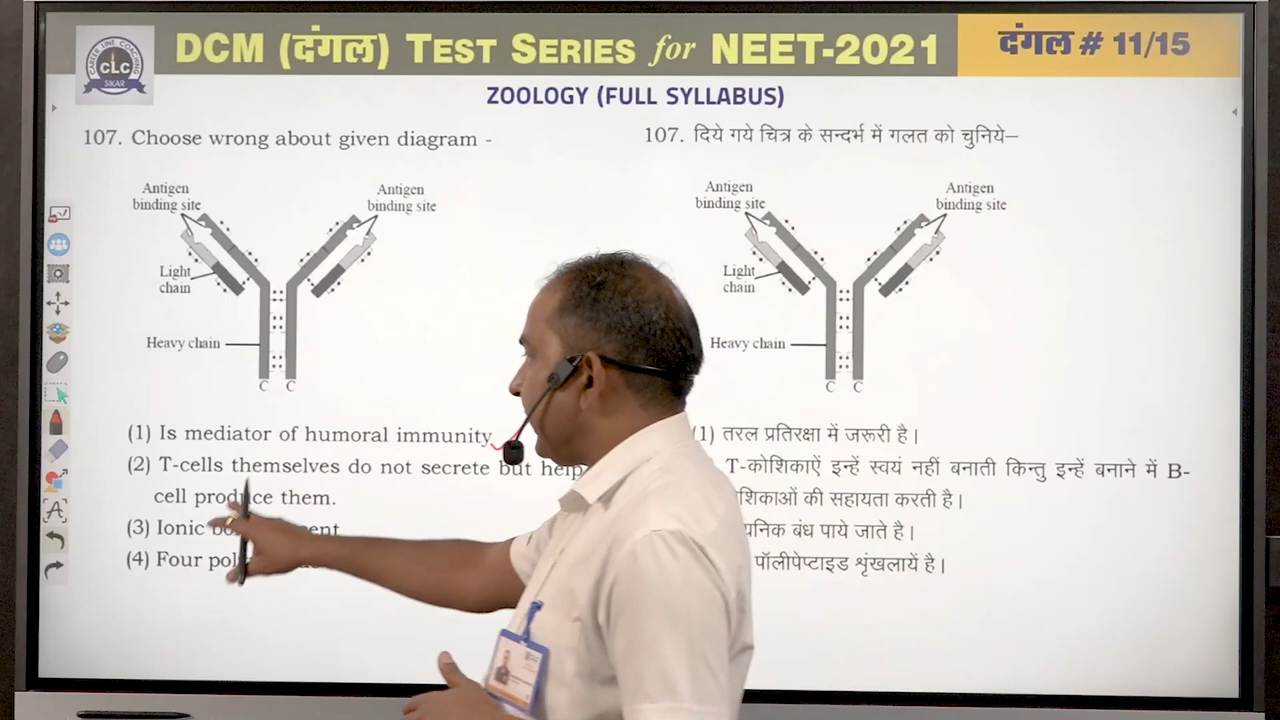 DCM (दंगल) TEST SERIES for NEET-2021
दंगल # 11/15
CAREER LINE COACHING
CLC
SIKAR
ZOOLOGY (FULL SYLLABUS)
107. Choose wrong about given diagram -
Antigen
binding site
Antigen
binding site
Light
chain
Heavy chain
C C
(1) Is mediator of humoral immunity
(2) T-cells themselves do not secrete but help
cell produce them.
(3) Ionic
(4) Four
107. दिये गये चित्र के सन्दर्भ में गलत को चुनिये–
Antigen
binding site
Antigen
binding site
Light
chain
Heavy chain
C C
(1) तरल प्रतिरक्षा में जरूरी है।
T-कोशिकाऐं इन्हें स्वयं नहीं बनाती किन्तु इन्हें बनाने में B-
की सहायता करती है।
बंध पाये जाते है।
पॉलीपेप्टाइड शृंखलायें है।